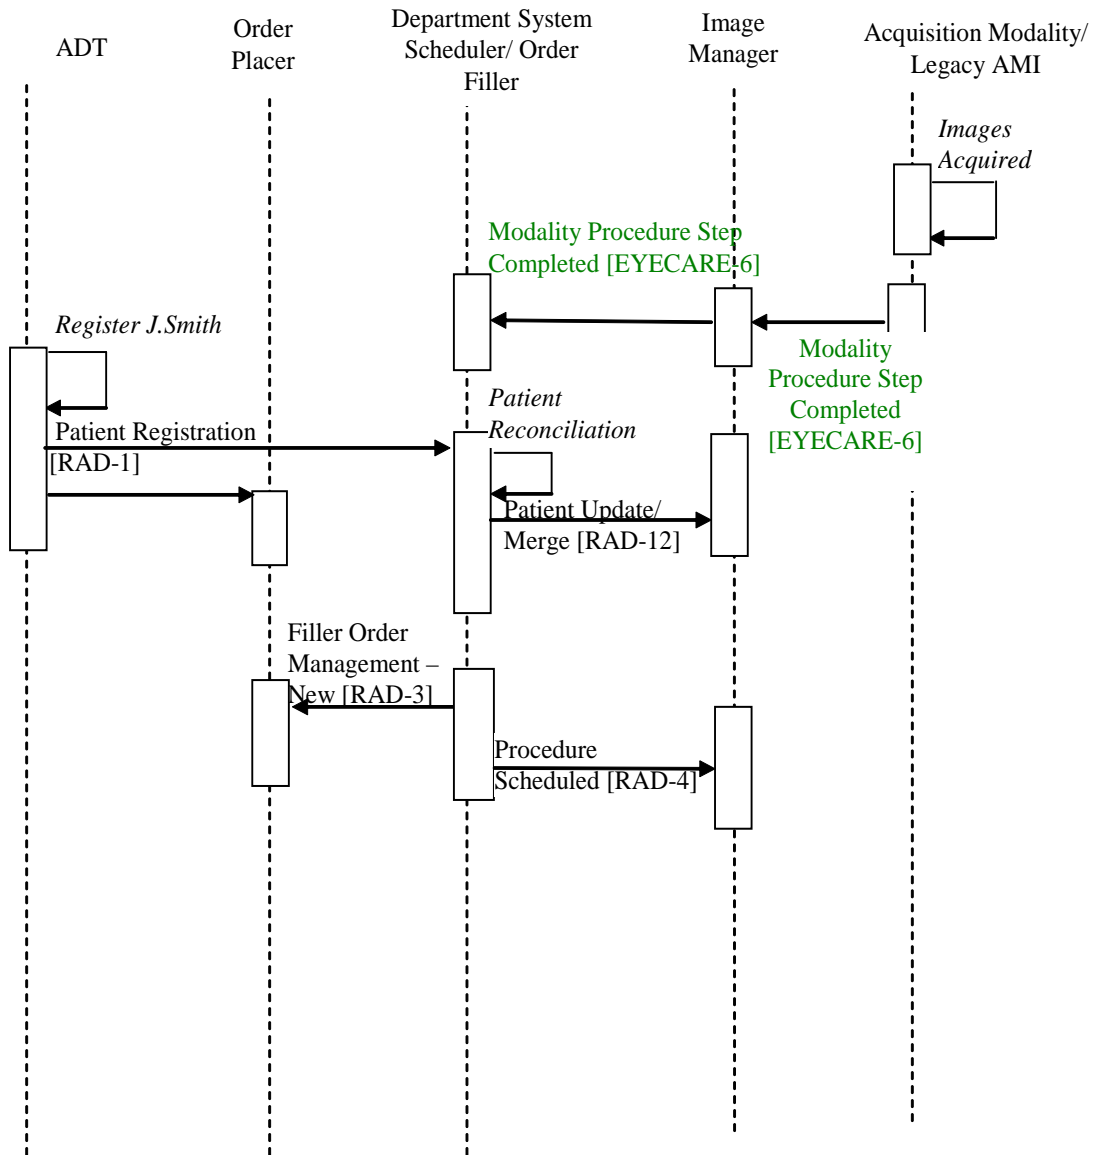 ADT
Order
Placer
Department System
Scheduler/ Order
Filler
Image
Manager
Acquisition Modality/
Legacy AMI
Images
Acquired
Modality Procedure Step
Completed [EYECARE-6]
Register J.Smith
Modality
Procedure Step
Completed
[EYECARE-6]
Patient
Reconciliation
Patient Registration
[RAD-1]
Patient Update/
Merge [RAD-12]
Filler Order
Management –
New [RAD-3]
Procedure
Scheduled [RAD-4]